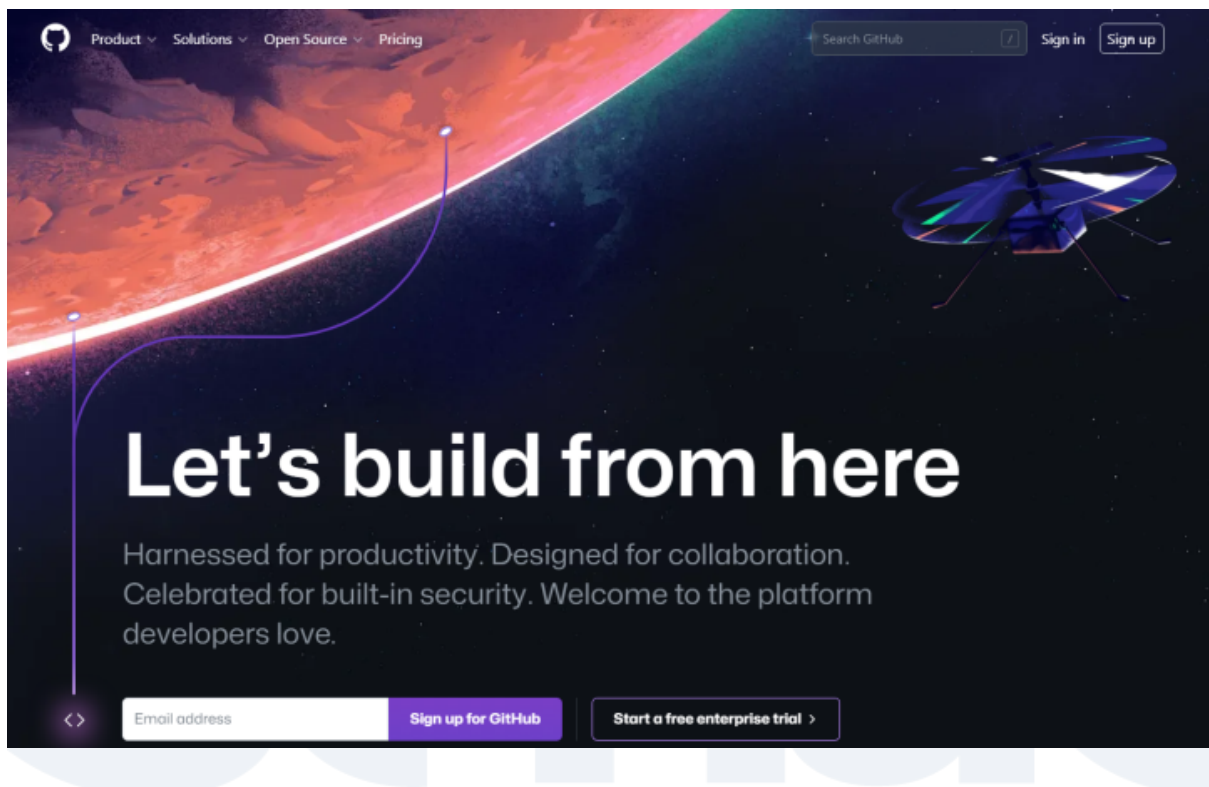 Product Solutions Open Source Pricing Search GitHub / Sign in Sign up
Let's build from here
Harnessed for productivity. Designed for collaboration.
Celebrated for built-in security. Welcome to the platform
developers love.
<> Email address Sign up for GitHub Start a free enterprise trial >